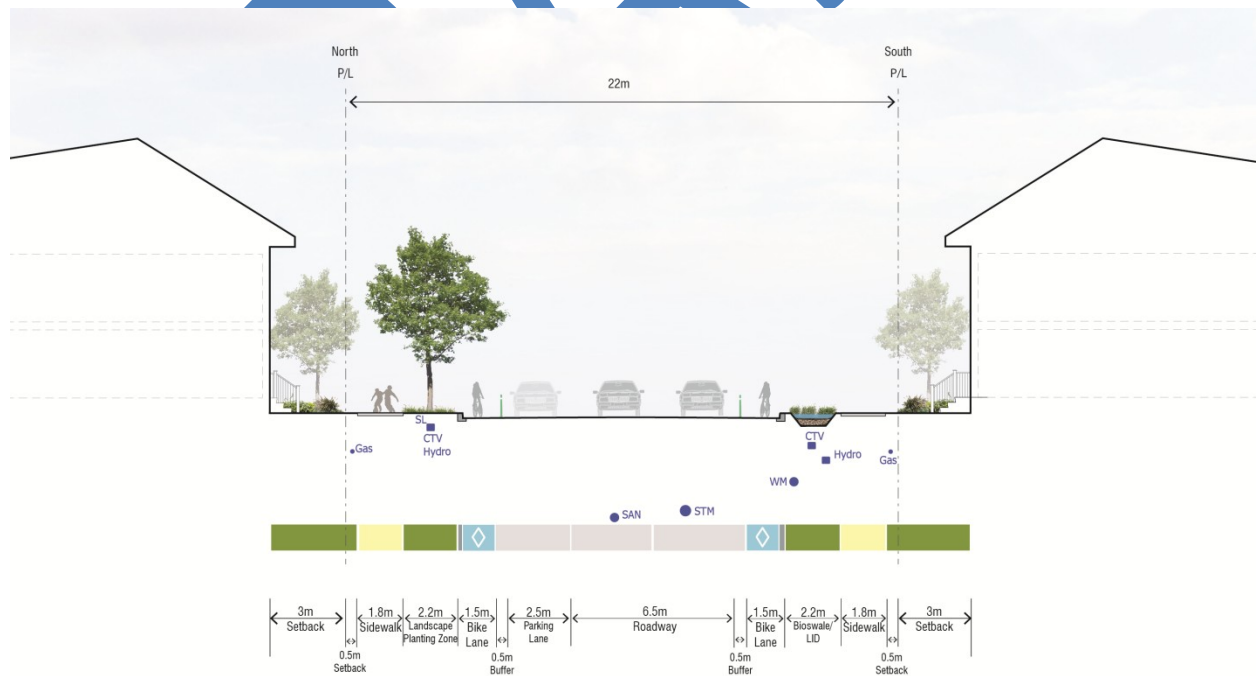 North
P/L
South
P/L
22m
SL
CTV
Hydro
Gas
CTV
Hydro
Gas
WM
SAN
STM
3m
Setback
0.5m
Setback
1.8m
Sidewalk
2.2m
Landscape
Planting Zone
1.5m
Bike
Lane
0.5m
Buffer
2.5m
Parking
Lane
6.5m
Roadway
0.5m
Buffer
1.5m
Bike
Lane
2.2m
Bioswale/
LID
1.8m
Sidewalk
0.5m
Setback
3m
Setback